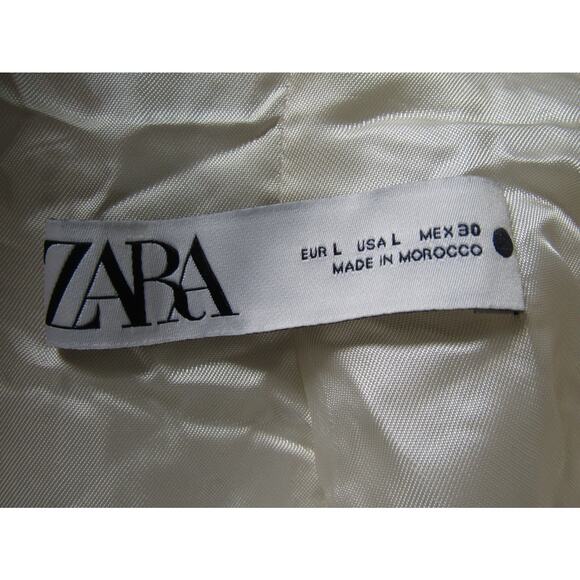 ZARA
EUR L USA L MEX 30
MADE IN MOROCCO